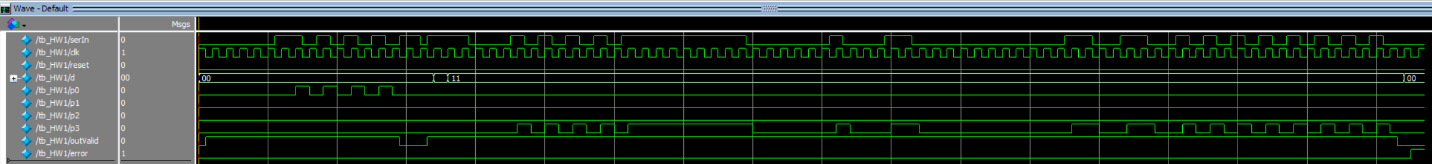 Wave - Default
Msgs
/tb_HW1/serIn 0
/tb_HW1/clk 1
/tb_HW1/reset 0
/tb_HW1/d 00 00 11 00
/tb_HW1/p0 0
/tb_HW1/p1 0
/tb_HW1/p2 0
/tb_HW1/p3 0
/tb_HW1/outValid 0
/tb_HW1/error 1